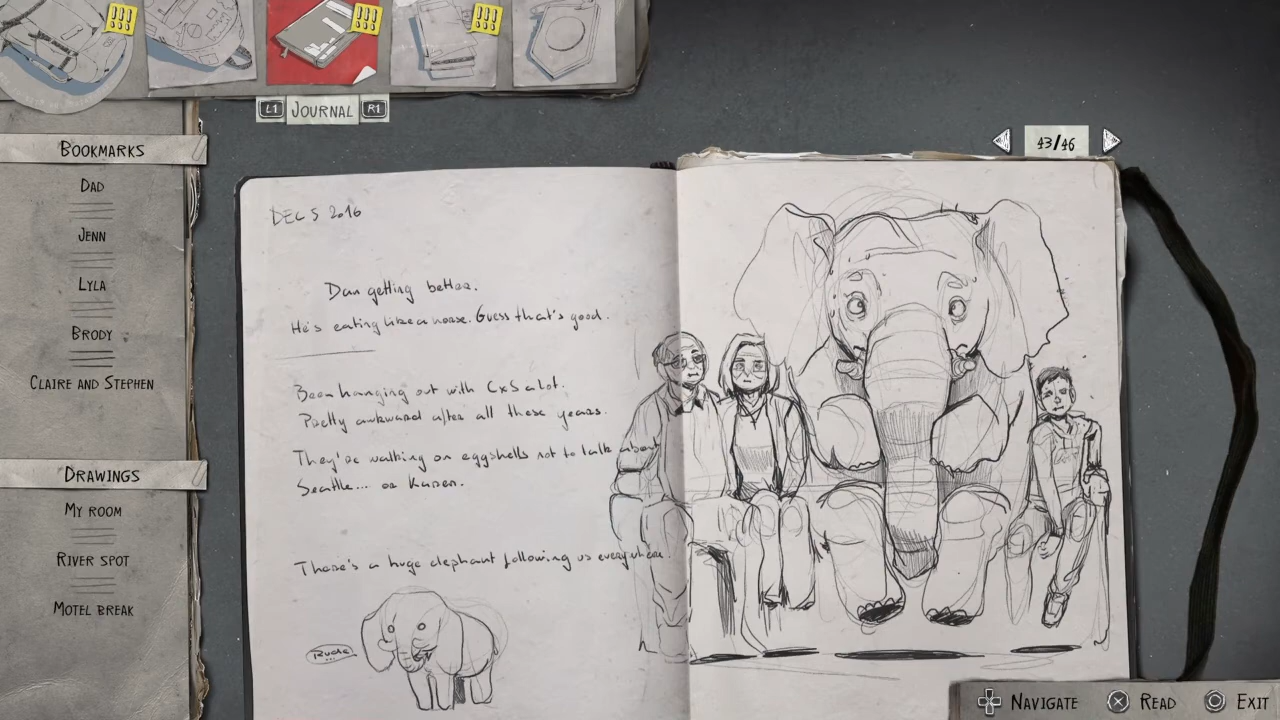 L1 JOURNAL R1
43/46
BOOKMARKS
DAD
JENN
LYLA
BRODY
CLAIRE AND STEPHEN
DRAWINGS
MY ROOM
RIVER SPOT
MOTEL BREAK
DEC 5 2016
Dan getting better.
He's eating like a horse. Guess that's good.
Been hanging out with C&S a lot.
Pretty awkward after all these years.
They're walking on eggshells not to talk about
Seattle... or Karen.
There's a huge elephant following us everywhere.
Rude...
NAVIGATE
READ
EXIT